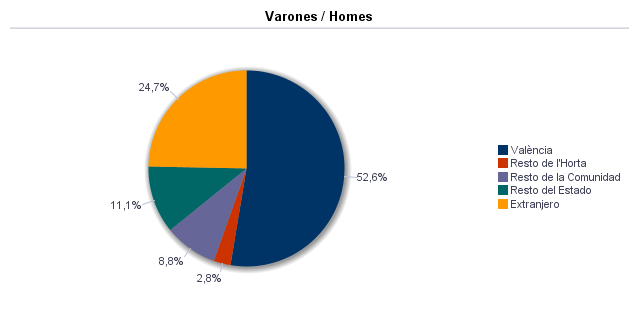 Varones / Homes
24,7%
52,6%
11,1%
8,8%
2,8%
València
Resto de l'Horta
Resto de la Comunidad
Resto del Estado
Extranjero